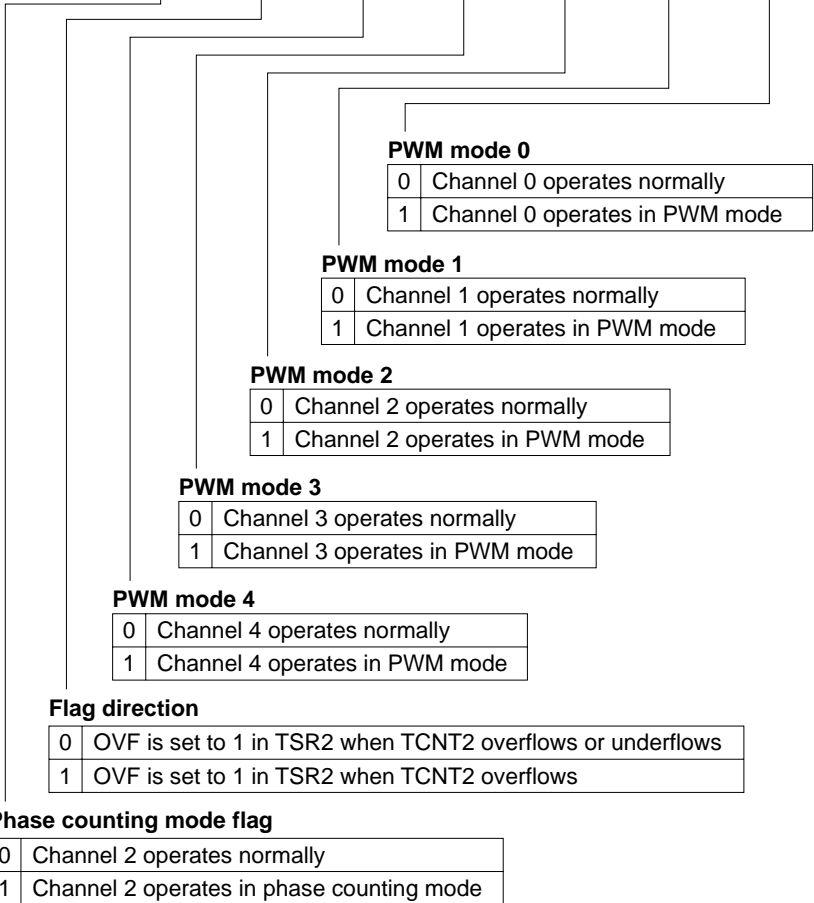 PWM mode 0
0 Channel 0 operates normally
1 Channel 0 operates in PWM mode
PWM mode 1
0 Channel 1 operates normally
1 Channel 1 operates in PWM mode
PWM mode 2
0 Channel 2 operates normally
1 Channel 2 operates in PWM mode
PWM mode 3
0 Channel 3 operates normally
1 Channel 3 operates in PWM mode
PWM mode 4
0 Channel 4 operates normally
1 Channel 4 operates in PWM mode
Flag direction
0 OVF is set to 1 in TSR2 when TCNT2 overflows or underflows
1 OVF is set to 1 in TSR2 when TCNT2 overflows
Phase counting mode flag
0 Channel 2 operates normally
1 Channel 2 operates in phase counting mode